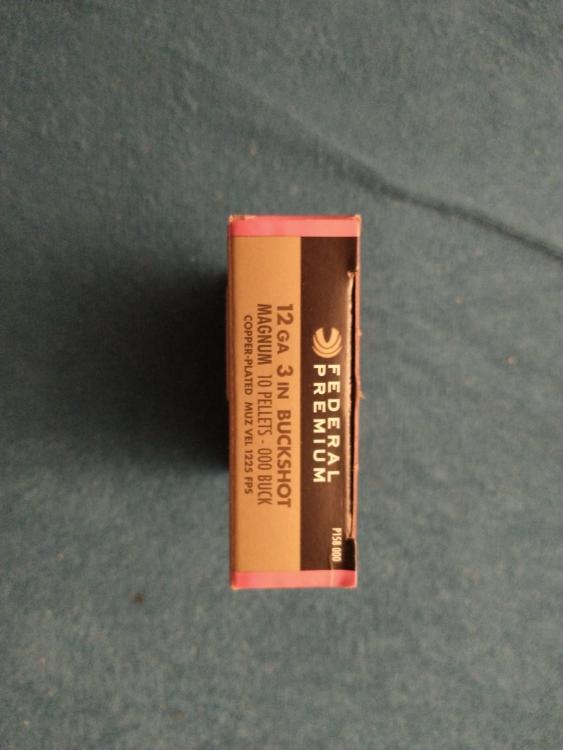 FEDERAL
PREMIUM
P158 000
12 GA 3 IN BUCKSHOT
MAGNUM 10 PELLETS - 000 BUCK
COPPER-PLATED MUZ VEL 1225 FPS